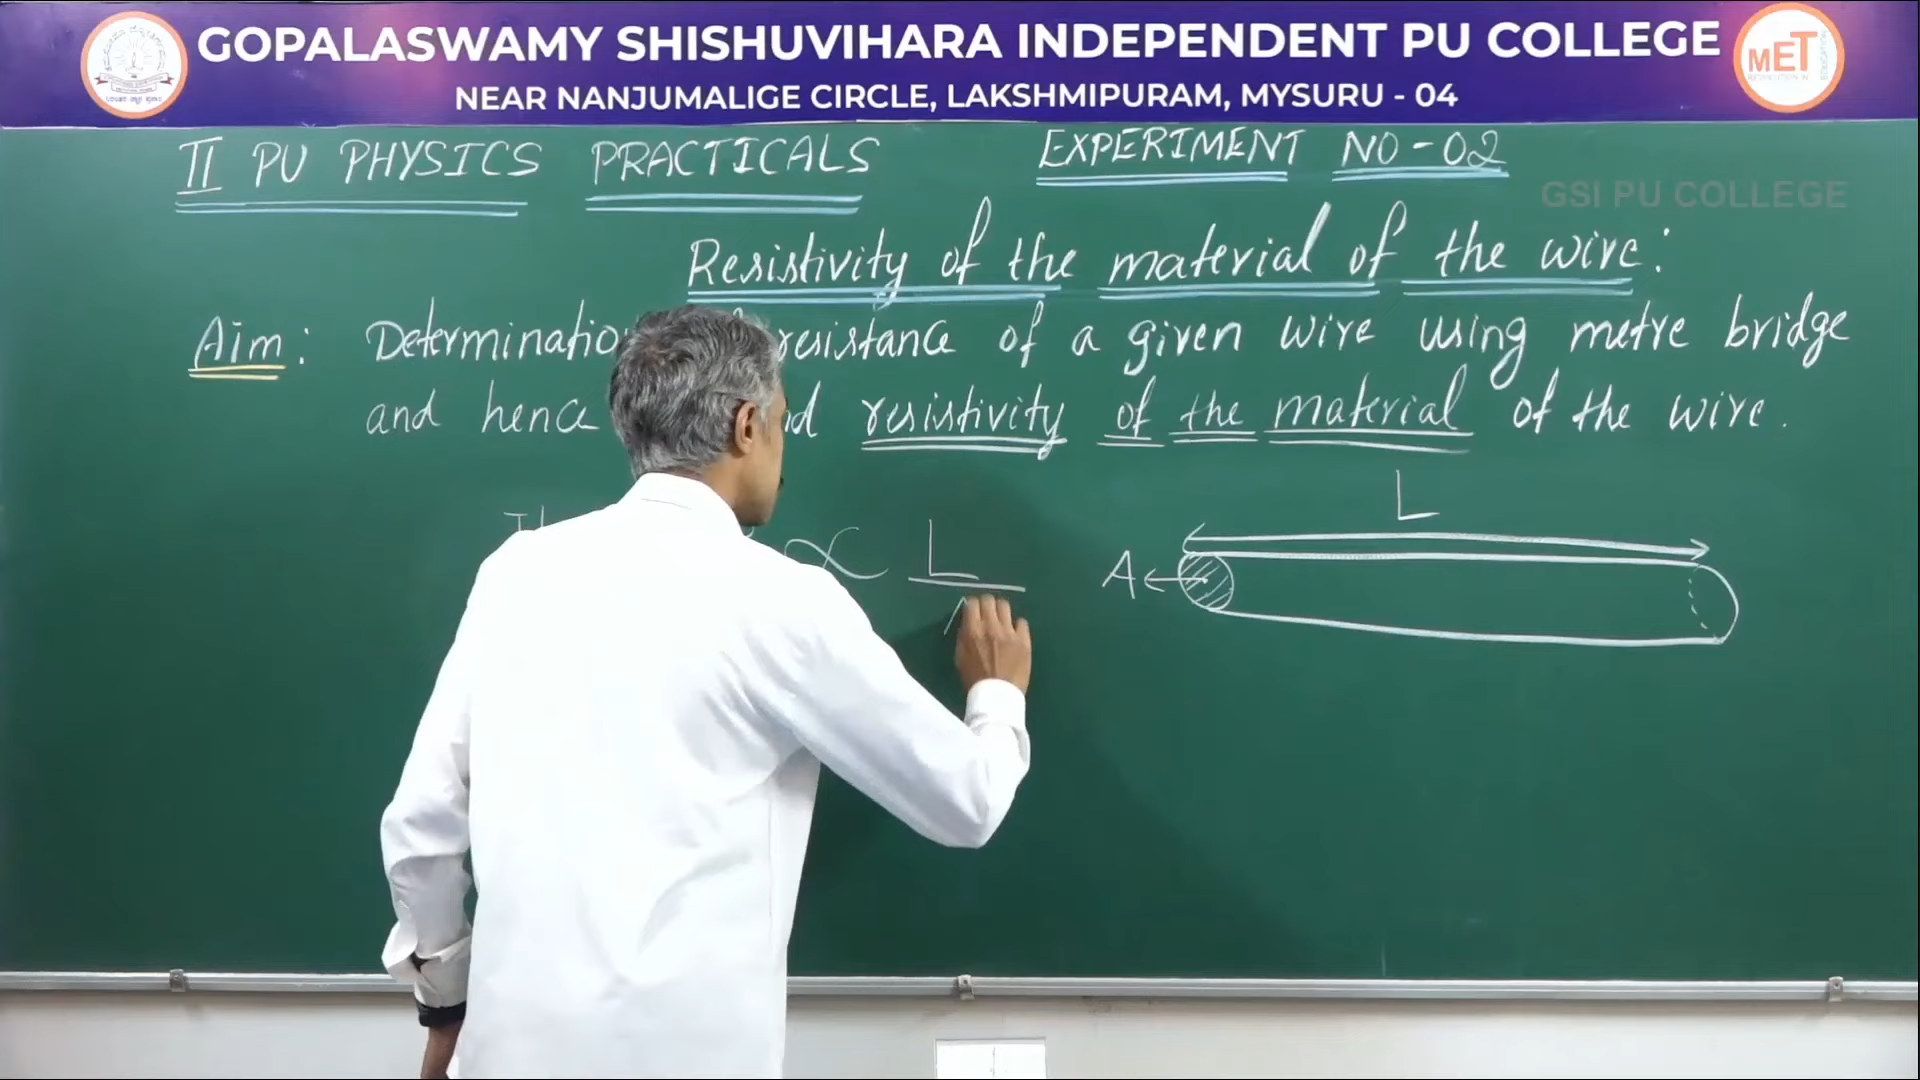 GOPALASWAMY SHISHUVIHARA INDEPENDENT PU COLLEGE
MET
NEAR NANJUMALIGE CIRCLE, LAKSHMIPURAM, MYSURU - 04
II PU PHYSICS PRACTICALS EXPERIMENT NO-02
GSI PU COLLEGE
Resistivity of the material of the wire:
Aim: resistance of a given wire using metre bridge
and hence resistivity of the material of the wire.
L
∝ L
A